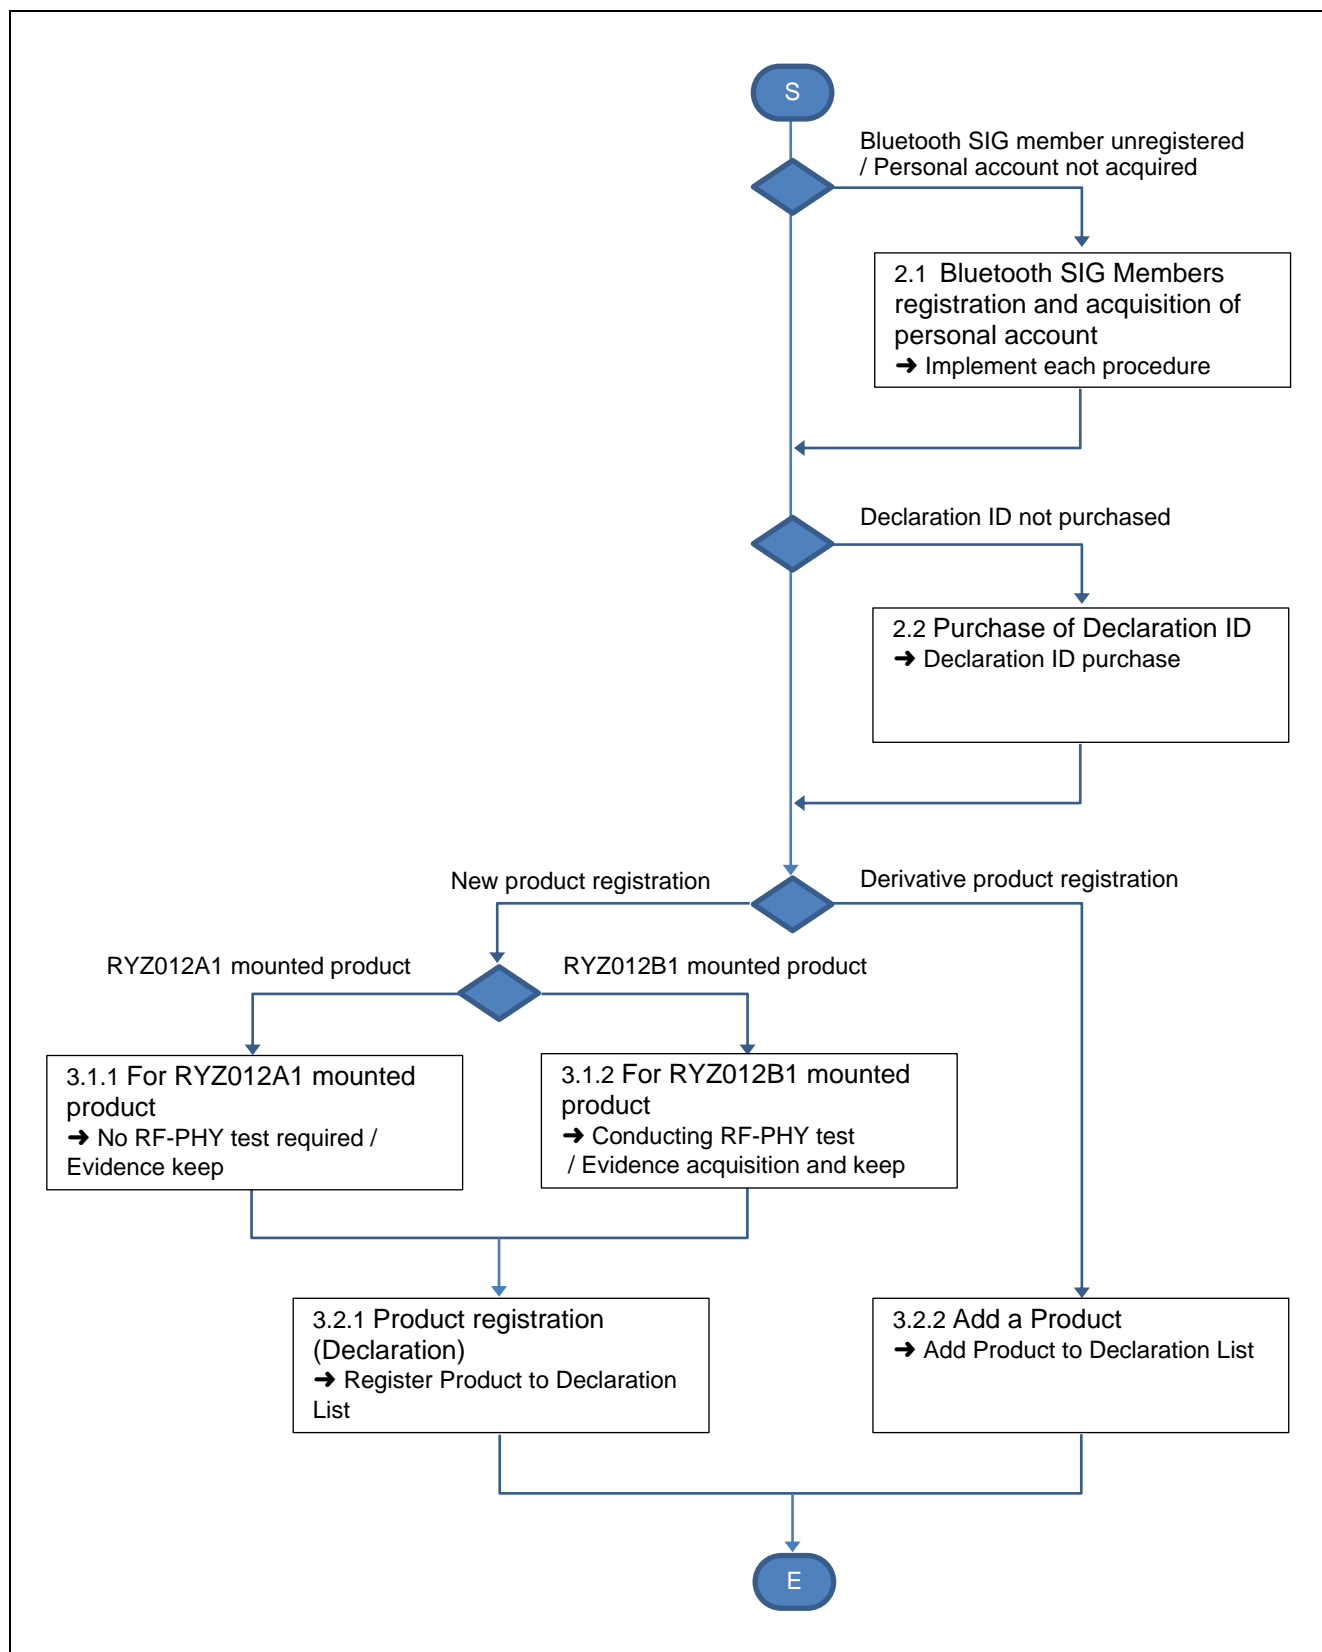 S
Bluetooth SIG member unregistered
/ Personal account not acquired
2.1 Bluetooth SIG Members
registration and acquisition of
personal account
➜ Implement each procedure
Declaration ID not purchased
2.2 Purchase of Declaration ID
➜ Declaration ID purchase
New product registration
Derivative product registration
RYZ012A1 mounted product
RYZ012B1 mounted product
3.1.1 For RYZ012A1 mounted
product
➜ No RF-PHY test required /
Evidence keep
3.1.2 For RYZ012B1 mounted
product
➜ Conducting RF-PHY test
/ Evidence acquisition and keep
3.2.1 Product registration
(Declaration)
➜ Register Product to Declaration
List
3.2.2 Add a Product
➜ Add Product to Declaration List
E